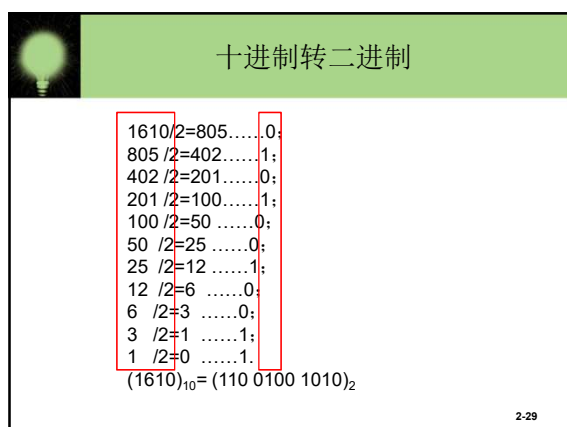 十进制转二进制
1610/2=805……0;
805 /2=402……1;
402 /2=201……0;
201 /2=100……1;
100 /2=50 ……0;
50 /2=25 ……0;
25 /2=12 ……1;
12 /2=6 ……0;
6 /2=3 ……0;
3 /2=1 ……1;
1 /2=0 ……1.
(1610)₁₀= (110 0100 1010)₂
2-29